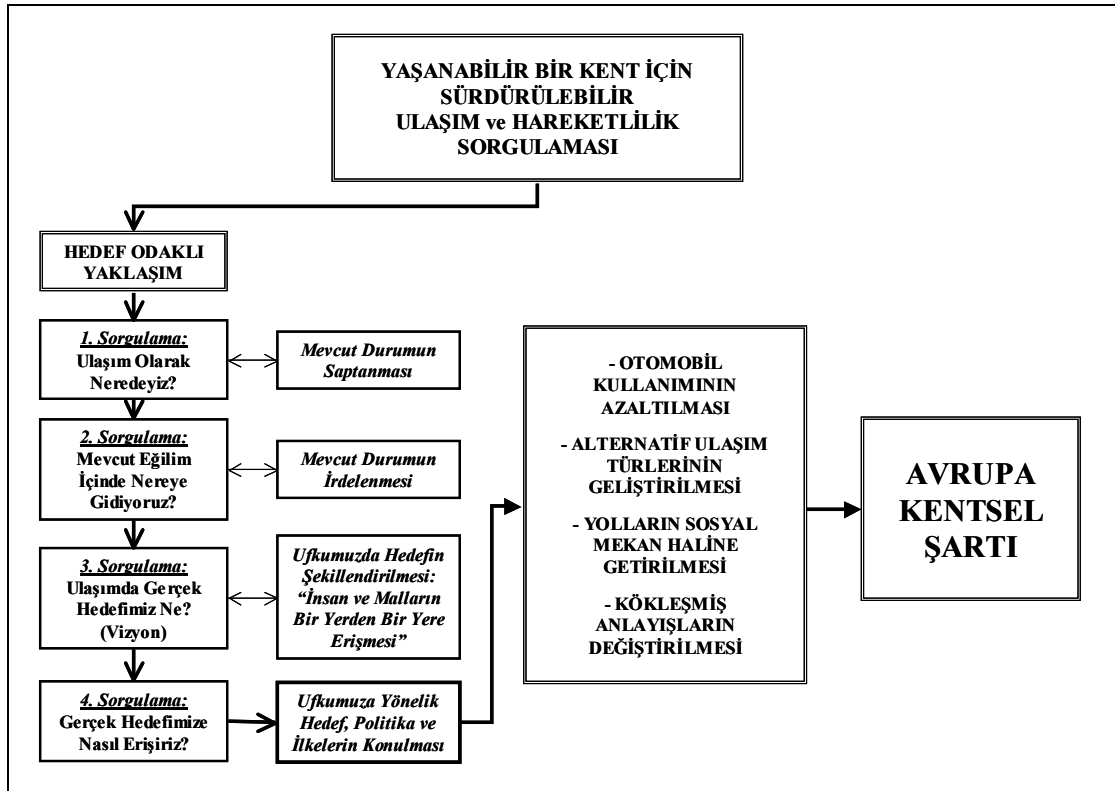 YAŞANABİLİR BİR KENT İÇİN
SÜRDÜRÜLEBİLİR
ULAŞIM ve HAREKETLİLİK
SORGULAMASI
HEDEF ODAKLI
YAKLAŞIM
1. Sorgulama:
Ulaşım Olarak
Neredeyiz?
Mevcut Durumun
Saptanması
2. Sorgulama:
Mevcut Eğilim
İçinde Nereye
Gidiyoruz?
Mevcut Durumun
İrdelenmesi
3. Sorgulama:
Ulaşımda Gerçek
Hedefimiz Ne?
(Vizyon)
Ufkumuzda Hedefin
Şekillendirilmesi:
“İnsan ve Malların
Bir Yerden Bir Yere
Erişmesi”
4. Sorgulama:
Gerçek Hedefimize
Nasıl Erişiriz?
Ufkumuza Yönelik
Hedef, Politika ve
İlkelerin Konulması
- OTOMOBİL
KULLANIMININ
AZALTILMASI
- ALTERNATİF ULAŞIM
TÜRLERİNİN
GELİŞTİRİLMESİ
- YOLLARIN SOSYAL
MEKAN HALİNE
GETİRİLMESİ
- KÖKLEŞMİŞ
ANLAYIŞLARIN
DEĞİŞTİRİLMESİ
AVRUPA
KENTSEL
ŞARTI